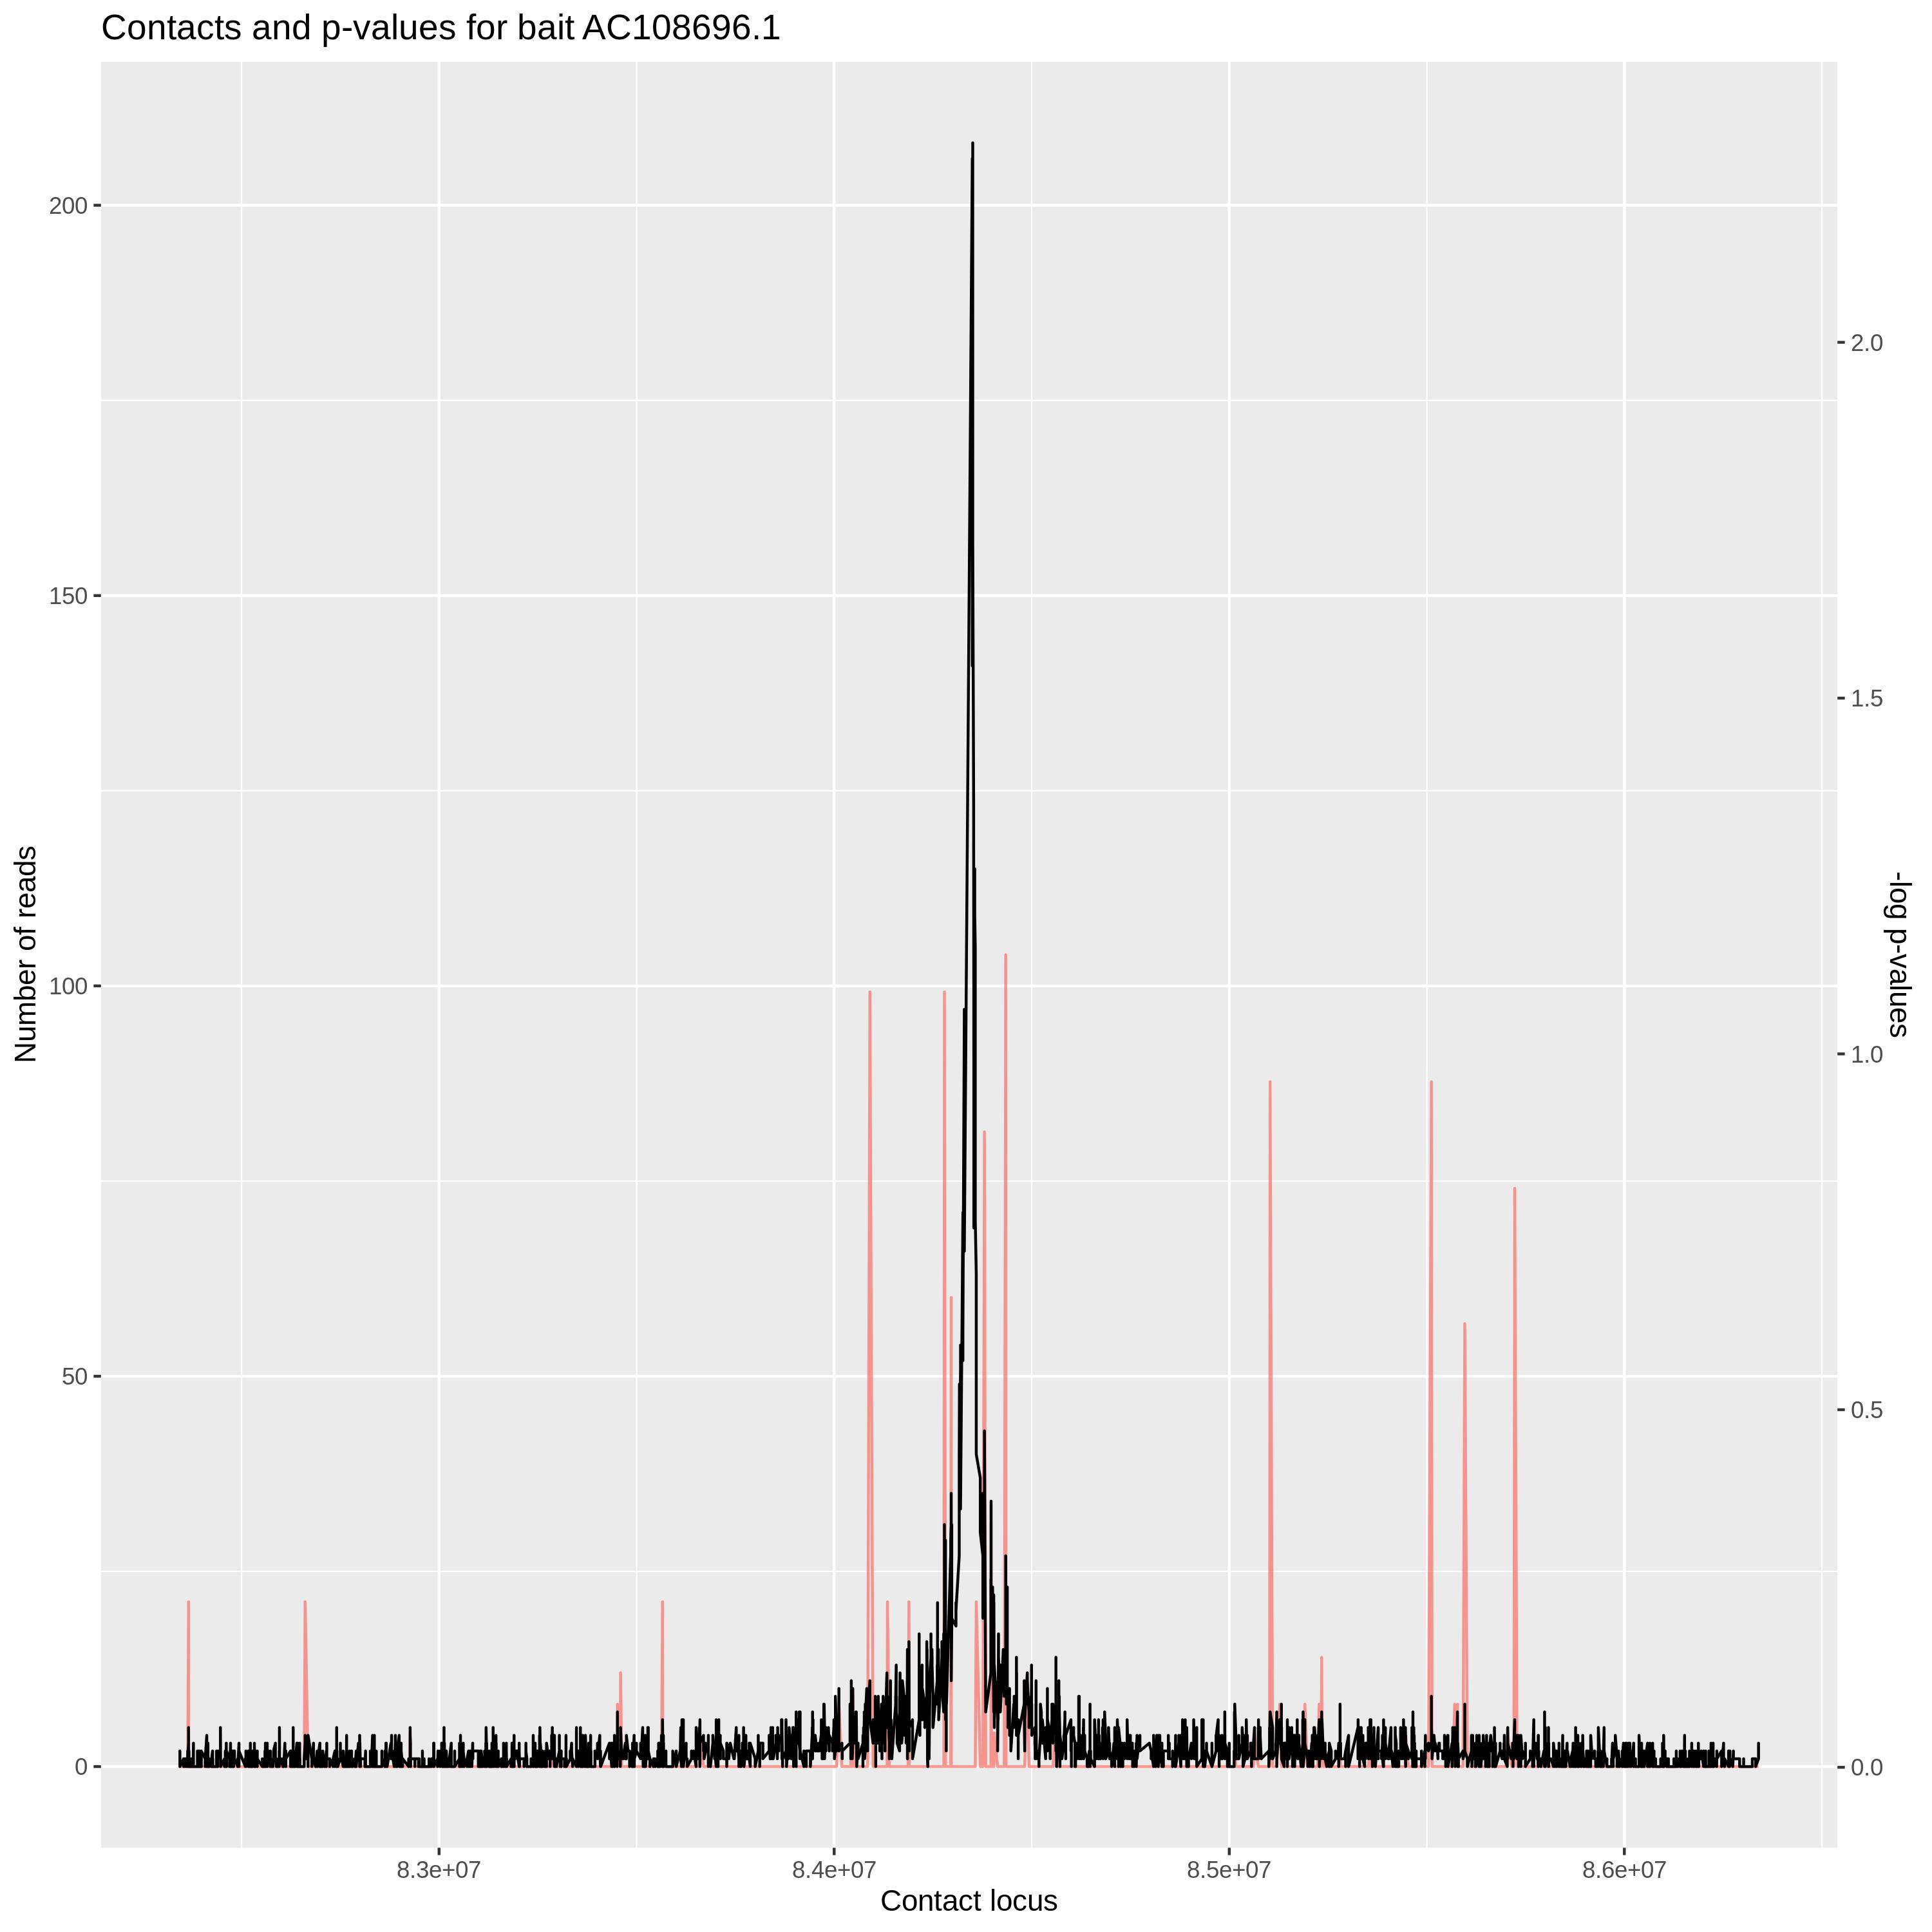 Contacts and p-values for bait AC108696.1
200
150
100
50
0
Number of reads
2.0
1.5
1.0
0.5
0.0
-log p-values
8.3e+07
8.4e+07
8.5e+07
8.6e+07
Contact locus